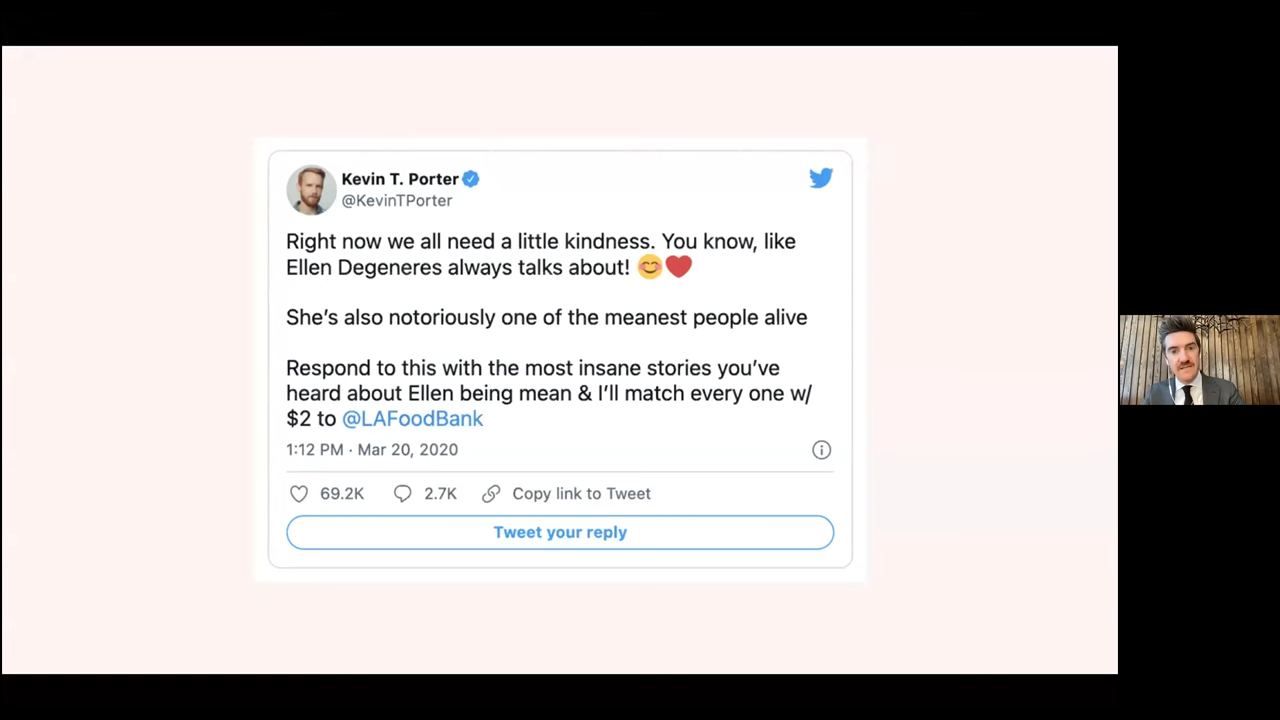 Kevin T. Porter
@KevinTPorter
Right now we all need a little kindness. You know, like
Ellen Degeneres always talks about! 😊❤️
She’s also notoriously one of the meanest people alive
Respond to this with the most insane stories you’ve
heard about Ellen being mean & I’ll match every one w/
$2 to @LAFoodBank
1:12 PM · Mar 20, 2020
69.2K 2.7K Copy link to Tweet
Tweet your reply